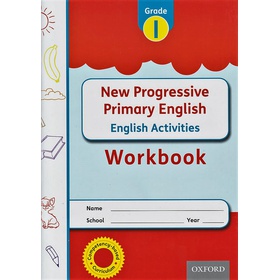 Grade
1
New Progressive
Primary English
English Activities
Workbook
Name
School Year
Competency-based
Curriculum
OXFORD